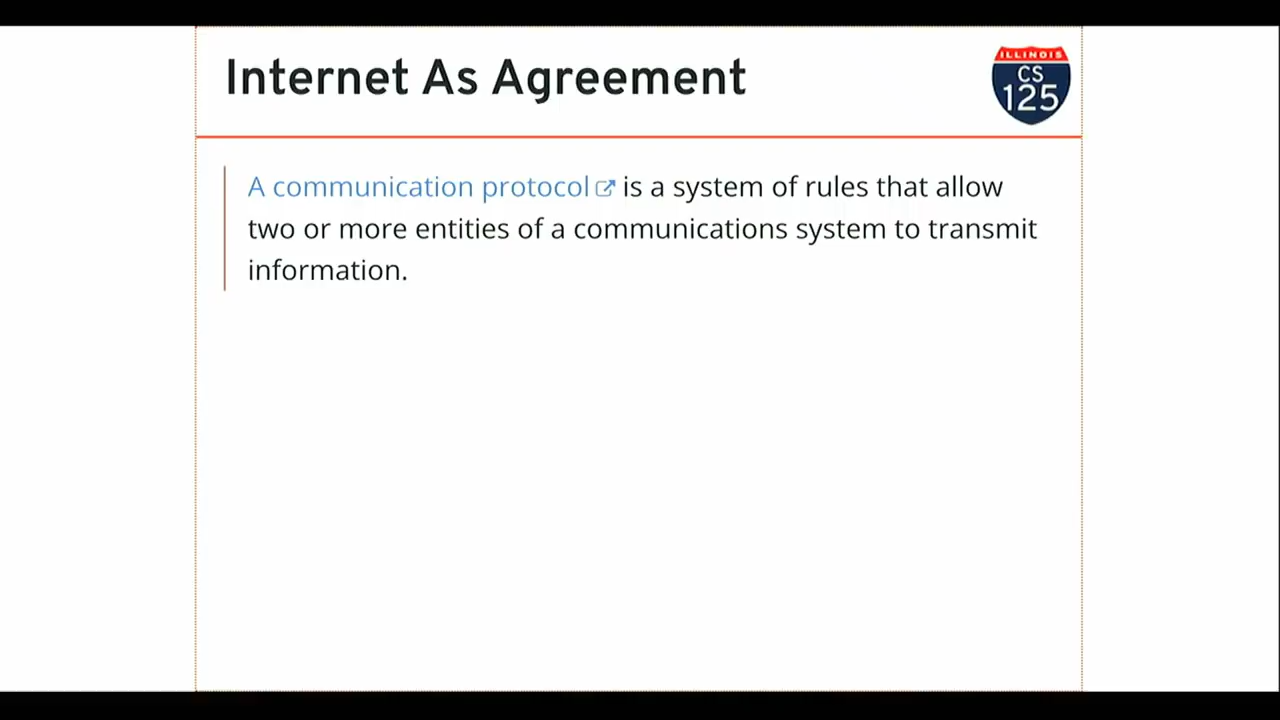 Internet As Agreement
ILLINOIS
CS
125
A communication protocol is a system of rules that allow
two or more entities of a communications system to transmit
information.